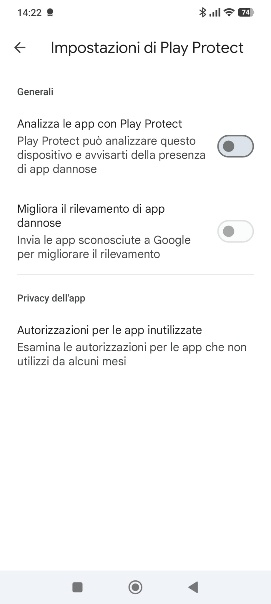 14:22
74
Impostazioni di Play Protect
Generali
Analizza le app con Play Protect
Play Protect può analizzare questo
dispositivo e avvisarti della presenza
di app dannose
Migliora il rilevamento di app
dannose
Invia le app sconosciute a Google
per migliorare il rilevamento
Privacy dell'app
Autorizzazioni per le app inutilizzate
Esamina le autorizzazioni per le app che non
utilizzi da alcuni mesi